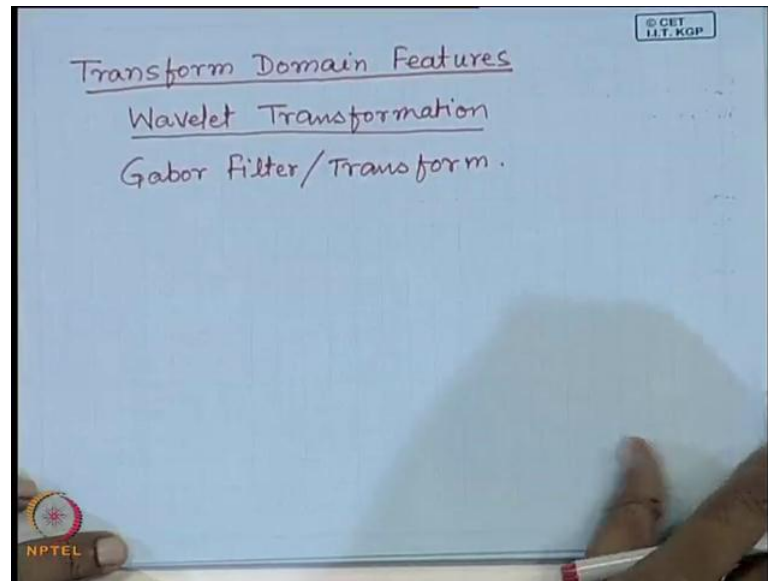 © CET
I.I.T. KGP
Transform Domain Features
Wavelet Transformation
Gabor Filter/Transform.
NPTEL